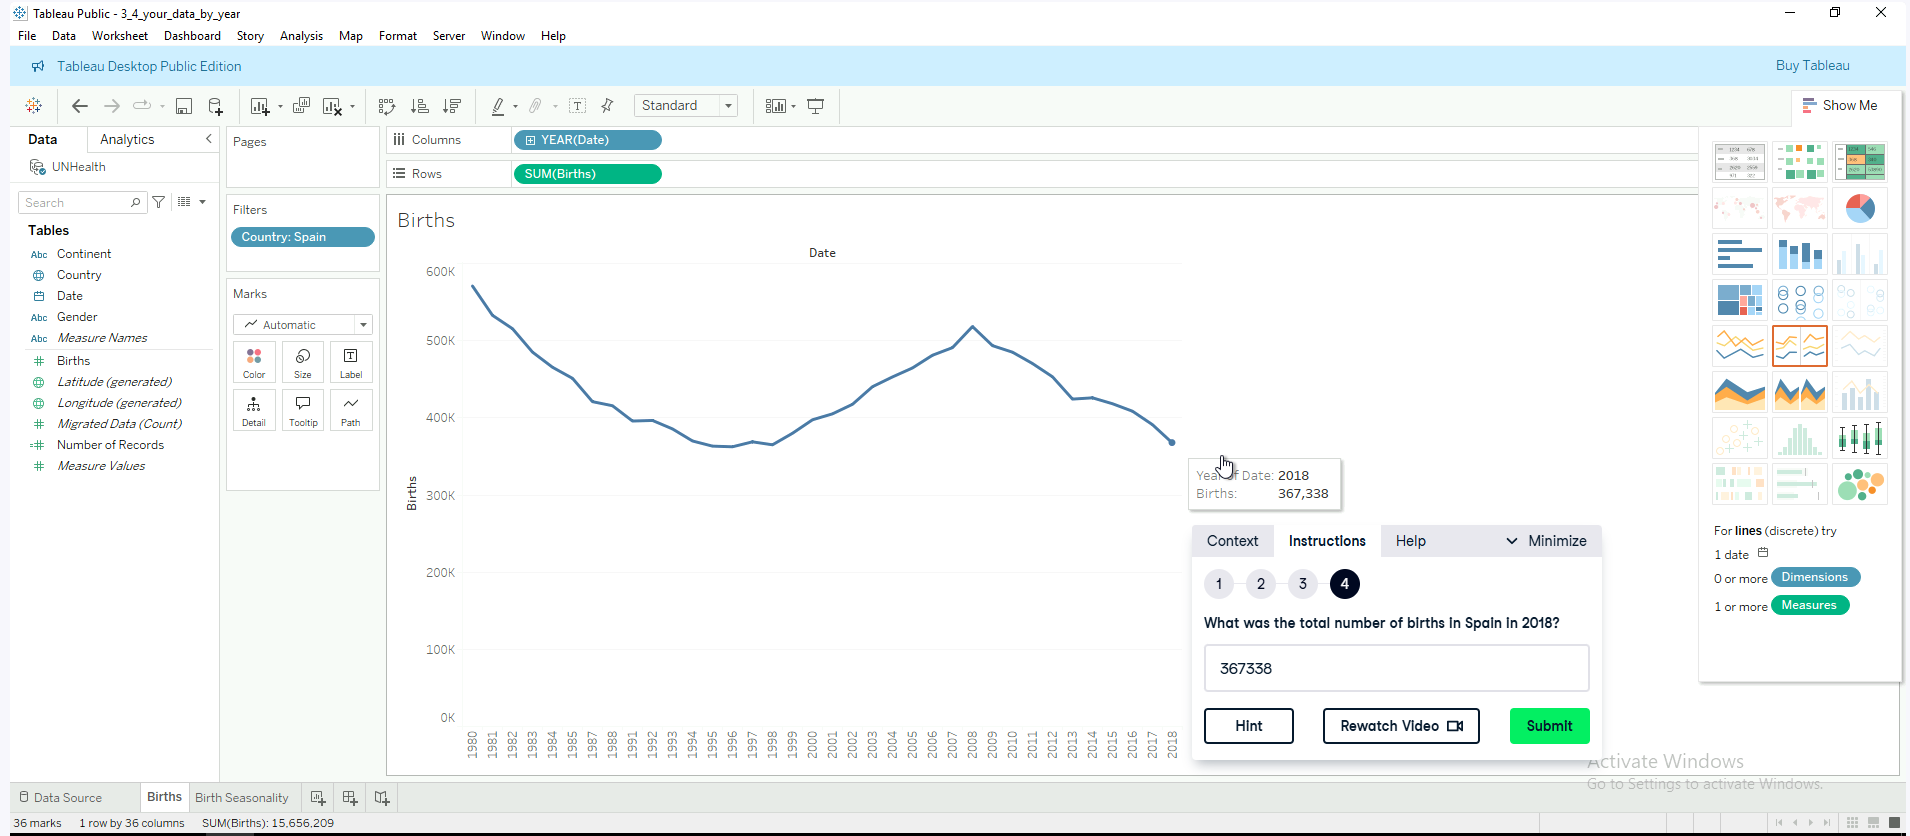 Tableau Public - 3_4_your_data_by_year
File Data Worksheet Dashboard Story Analysis Map Format Server Window Help
Tableau Desktop Public Edition
Buy Tableau
Standard
Show Me
Data
Analytics
UNHealth
Search
Tables
Abc Continent
Country
Date
Abc Gender
Abc Measure Names
Births
Latitude (generated)
Longitude (generated)
Migrated Data (Count)
Number of Records
Measure Values
Pages
Filters
Country: Spain
Marks
Automatic
Color
Size
Label
Detail
Tooltip
Path
Columns
YEAR(Date)
Rows
SUM(Births)
Births
Date
600K
500K
400K
300K
200K
100K
0K
Births
1980
1981
1982
1983
1984
1985
1987
1988
1991
1992
1993
1994
1995
1996
1997
1998
1999
2000
2001
2002
2003
2004
2005
2006
2007
2008
2009
2010
2011
2012
2013
2014
2015
2016
2017
2018
Year of Date: 2018
Births: 367,338
Context
Instructions
Help
Minimize
1
2
3
4
What was the total number of births in Spain in 2018?
367338
Hint
Rewatch Video
Submit
For lines (discrete) try
1 date
0 or more Dimensions
1 or more Measures
Activate Windows
Go to Settings to activate Windows.
Data Source
Births
Birth Seasonality
36 marks
1 row by 36 columns
SUM(Births): 15,656,209